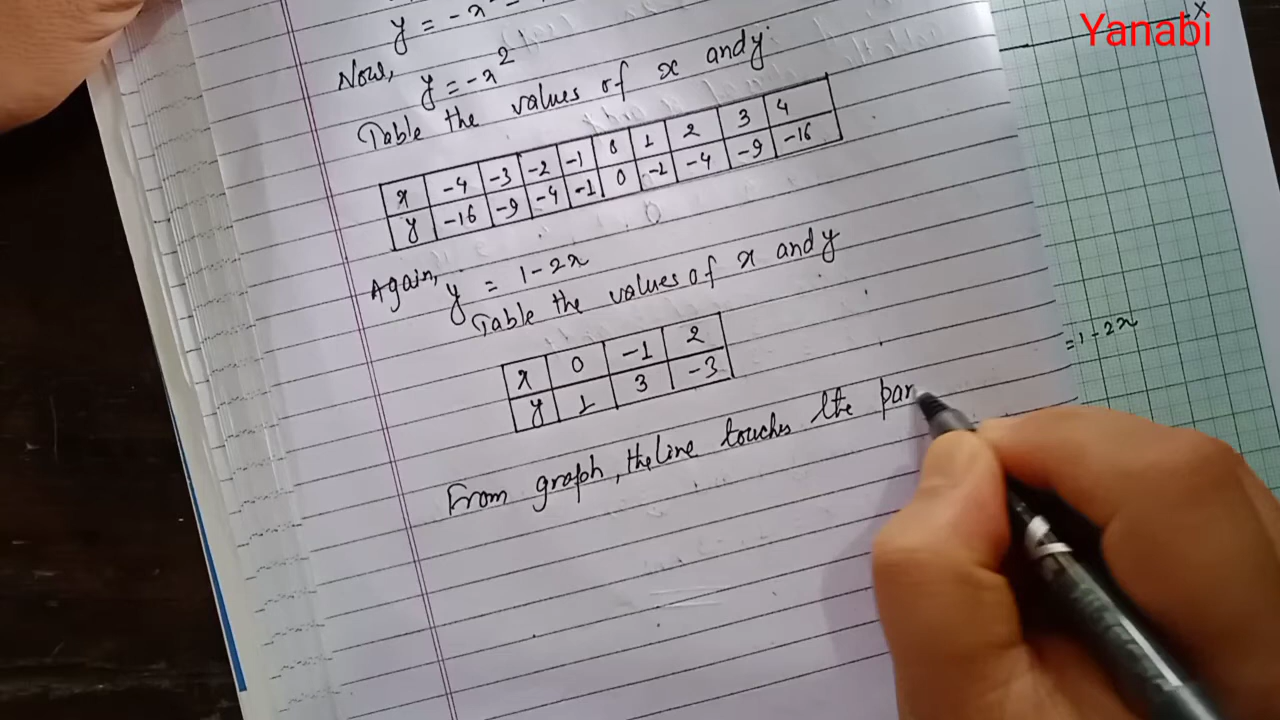 Yanabi
X
y = -x
Now,
y = -x²
Table the values of x and y
x -4 -3 -2 -1 0 1 2 3 4
y -16 -9 -4 -1 0 -1 -4 -9 -16
Again, y = 1-2x
Table the values of x and y
x 0 -1 2
y 1 3 -3
=1-2x
From graph, the line touches the par